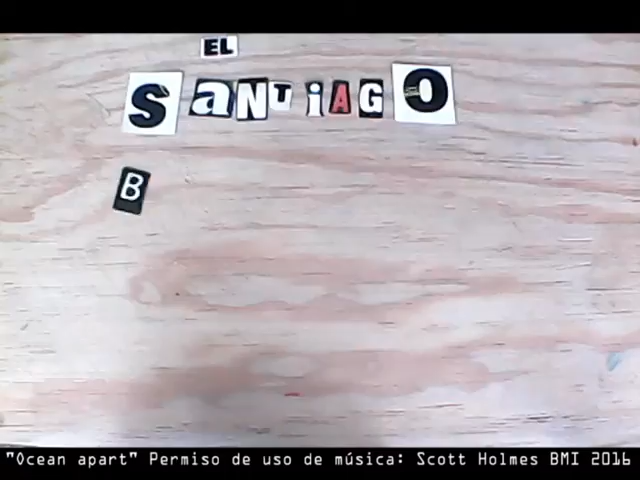 EL
SaNTiAGO
B
"Ocean apart" Permiso de uso de música: Scott Holmes BMI 2016